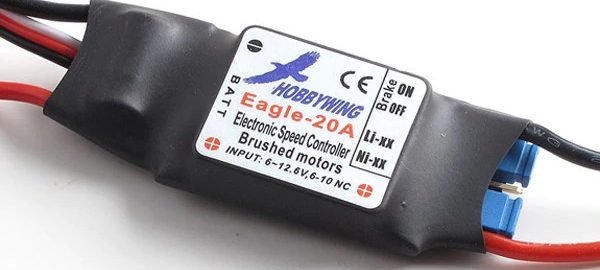 BATT
HOBBYWING
Eagle-20A
Electronic Speed Controller
Brushed motors
INPUT: 6-12.6V, 6-10 NC
CE
Brake ON
OFF
Li-xx
Ni-xx